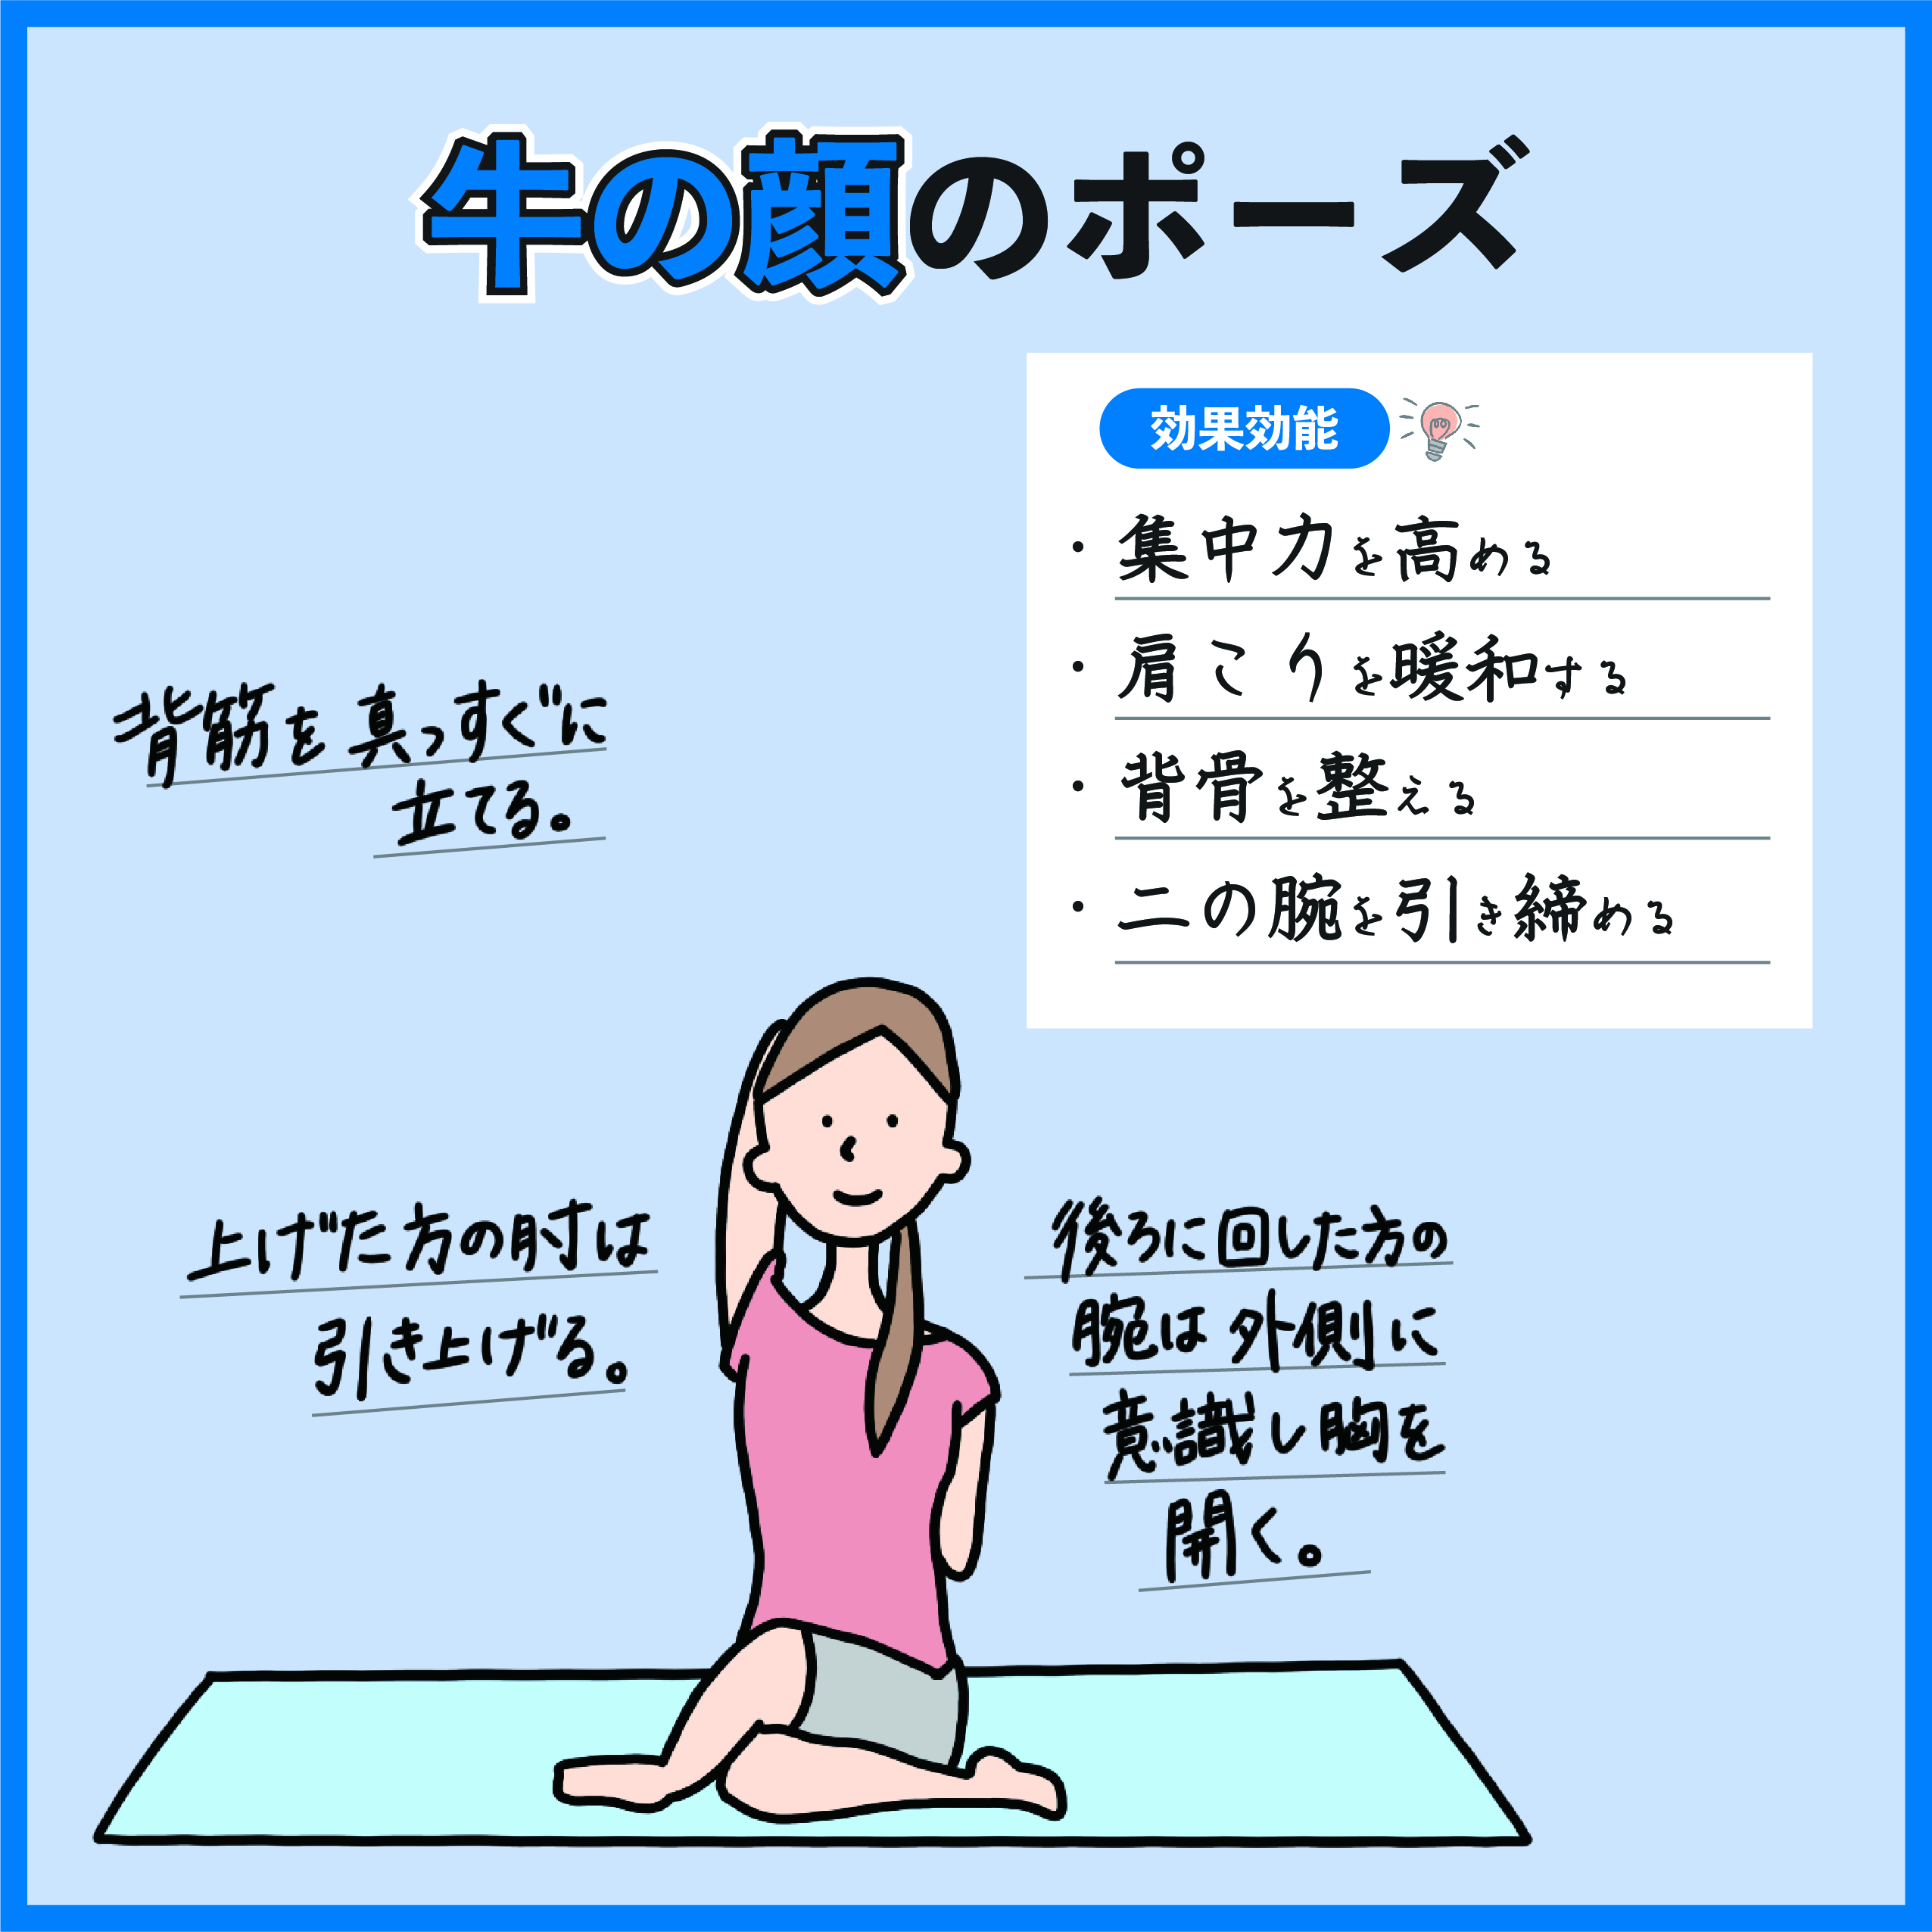 牛の顔のポーズ
効果効能
・集中力を高める
・肩こりを暖和する
・背骨を整える
・二の腕を引き締める
背筋を真っすぐに
立てる。
上げた方の肘は
引き上げる。
後ろに回した方の
腕は外側に
意識し胸を
開く。